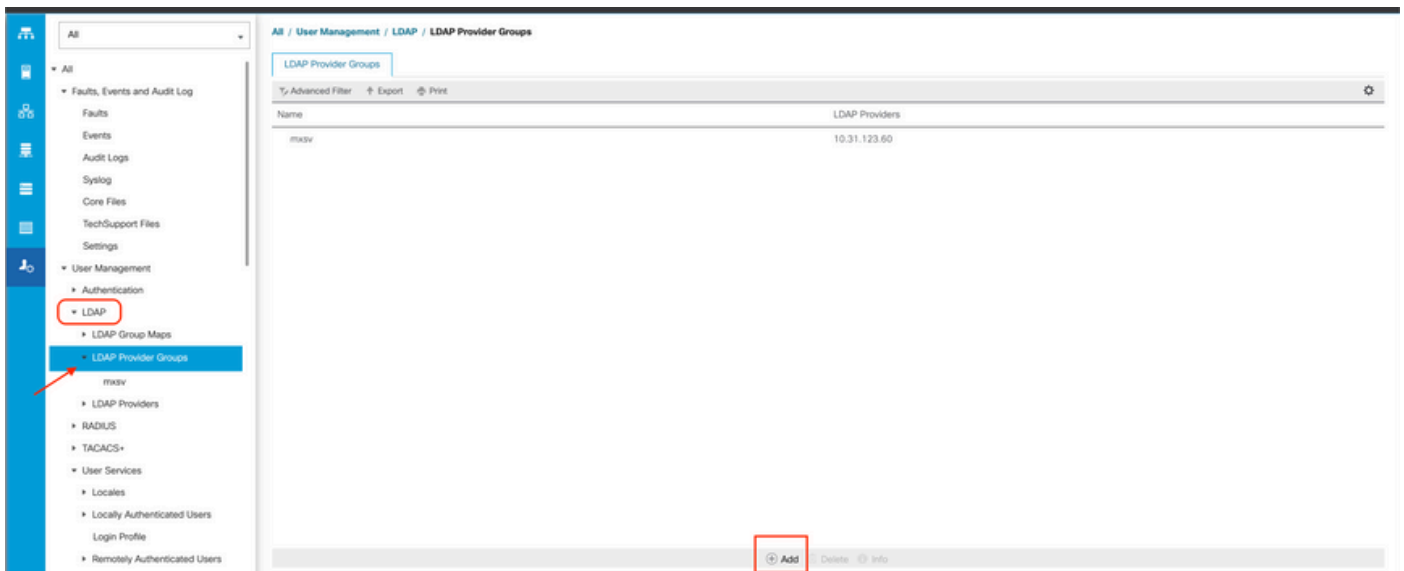 All
All / User Management / LDAP / LDAP Provider Groups
All
Faults, Events and Audit Log
Faults
Events
Audit Logs
Syslog
Core Files
TechSupport Files
Settings
User Management
Authentication
LDAP
LDAP Group Maps
LDAP Provider Groups
mxsv
LDAP Providers
RADIUS
TACACS+
User Services
Locales
Locally Authenticated Users
Login Profile
Remotely Authenticated Users
LDAP Provider Groups
Advanced Filter Export Print
Name LDAP Providers
mxsv 10.31.123.60
Add Delete Info